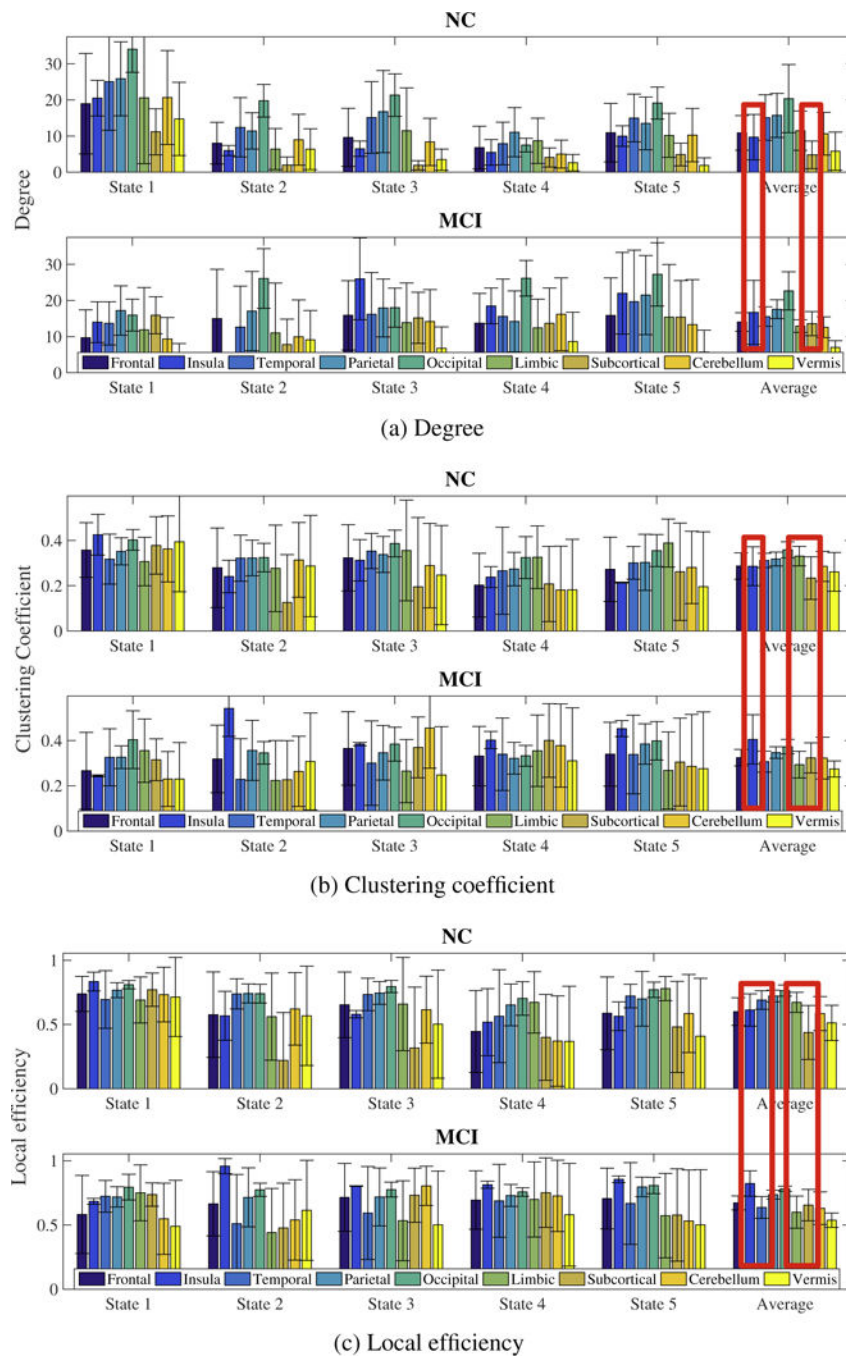 NC
30
20
10
0
State 1 State 2 State 3 State 4 State 5 Average
Degree
MCI
30
20
10
0
Frontal Insula Temporal Parietal Occipital Limbic Subcortical Cerebellum Vermis
State 1 State 2 State 3 State 4 State 5 Average
(a) Degree
NC
0.4
0.2
0
State 1 State 2 State 3 State 4 State 5 Average
Clustering Coefficient
MCI
0.4
0.2
0
Frontal Insula Temporal Parietal Occipital Limbic Subcortical Cerebellum Vermis
State 1 State 2 State 3 State 4 State 5 Average
(b) Clustering coefficient
NC
1
0.5
0
State 1 State 2 State 3 State 4 State 5 Average
Local efficiency
MCI
1
0.5
0
Frontal Insula Temporal Parietal Occipital Limbic Subcortical Cerebellum Vermis
State 1 State 2 State 3 State 4 State 5 Average
(c) Local efficiency